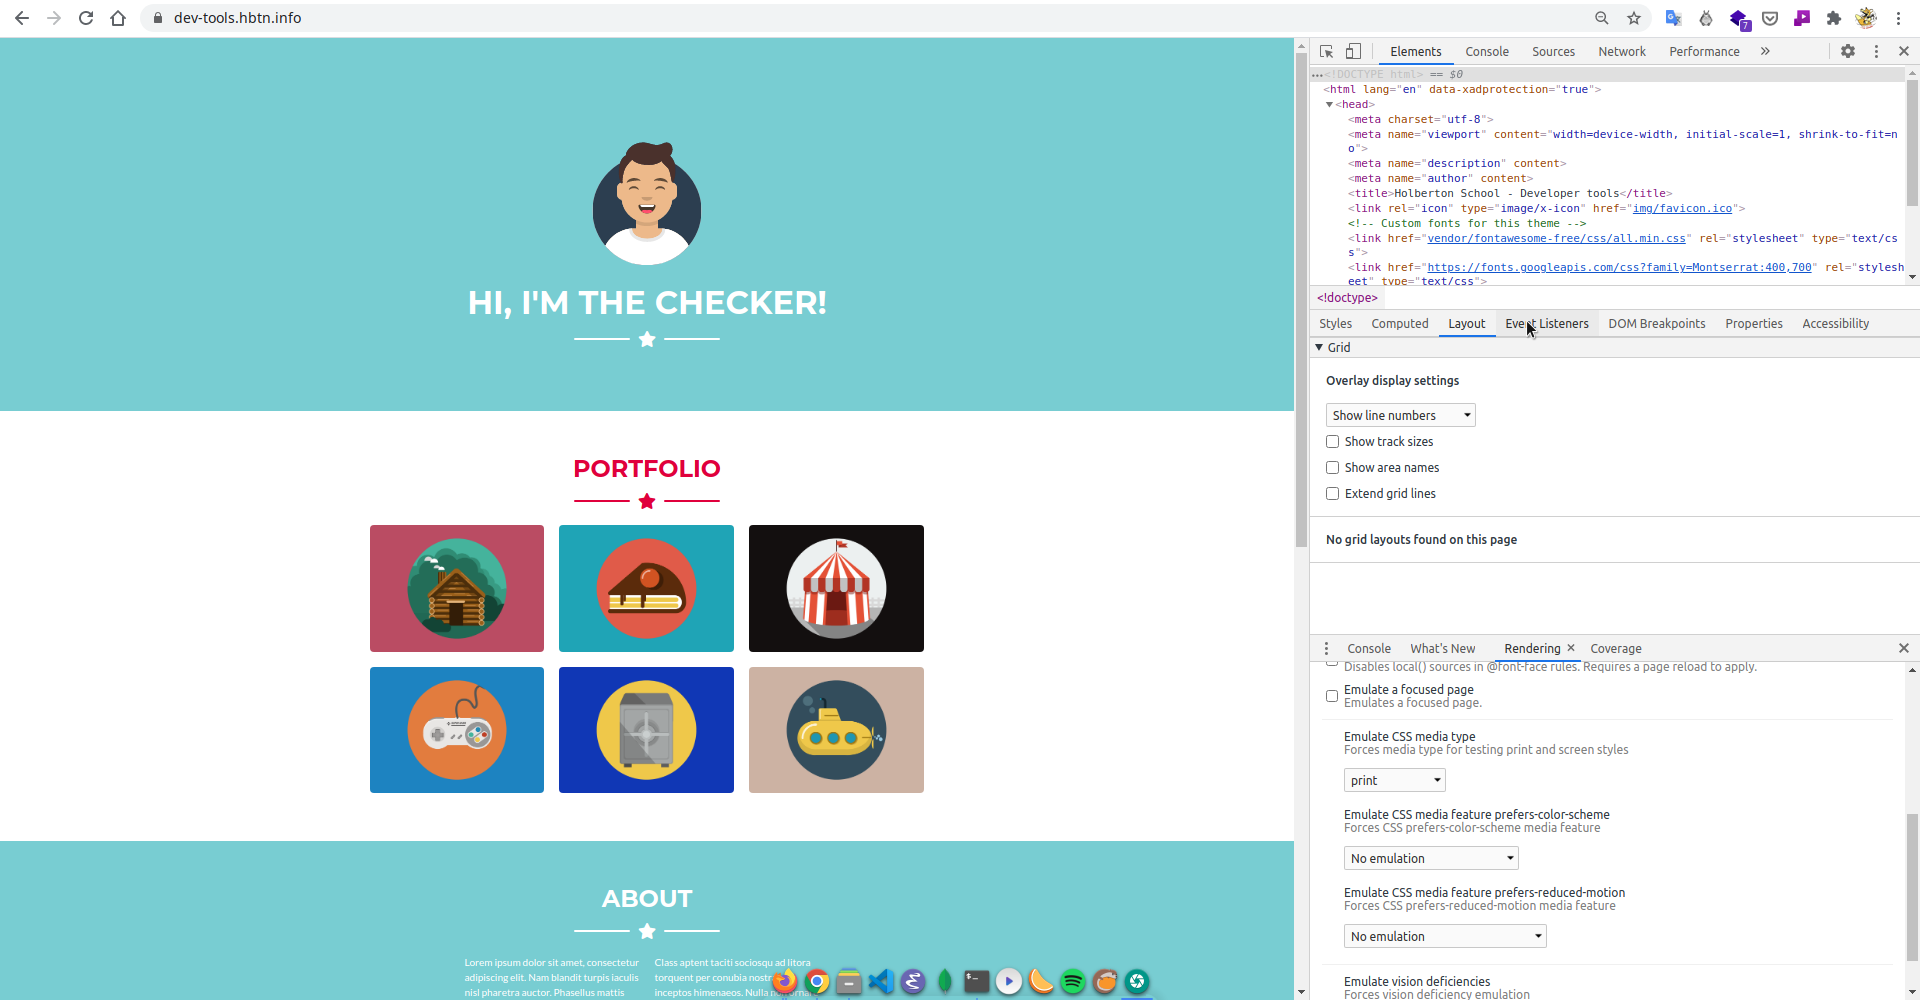 dev-tools.hbtn.info
7
HI, I'M THE CHECKER!
PORTFOLIO
ABOUT
Lorem ipsum dolor sit amet, consectetur
adipiscing elit. Nam blandit turpis iaculis
nisl pharetra auctor. Phasellus mattis
Class aptent taciti sociosqu ad litora
torquent per conubia
inceptos himenaeos. Nulla
Elements Console Sources Network Performance
…<!DOCTYPE html> == $0
<html lang="en" data-xadprotection="true">
<head>
<meta charset="utf-8">
<meta name="viewport" content="width=device-width, initial-scale=1, shrink-to-fit=n
o">
<meta name="description" content>
<meta name="author" content>
<title>Holberton School - Developer tools</title>
<link rel="icon" type="image/x-icon" href="img/favicon.ico">
<!-- Custom fonts for this theme -->
<link href="vendor/fontawesome-free/css/all.min.css" rel="stylesheet" type="text/cs
s">
<link href="https://fonts.googleapis.com/css?family=Montserrat:400,700" rel="stylesh
eet" type="text/css">
<!doctype>
Styles Computed Layout Event Listeners DOM Breakpoints Properties Accessibility
Grid
Overlay display settings
Show line numbers
Show track sizes
Show area names
Extend grid lines
No grid layouts found on this page
Console What's New Rendering Coverage
Disables local() sources in @font-face rules. Requires a page reload to apply.
Emulate a focused page
Emulates a focused page.
Emulate CSS media type
Forces media type for testing print and screen styles
print
Emulate CSS media feature prefers-color-scheme
Forces CSS prefers-color-scheme media feature
No emulation
Emulate CSS media feature prefers-reduced-motion
Forces CSS prefers-reduced-motion media feature
No emulation
Emulate vision deficiencies
Forces vision deficiency emulation